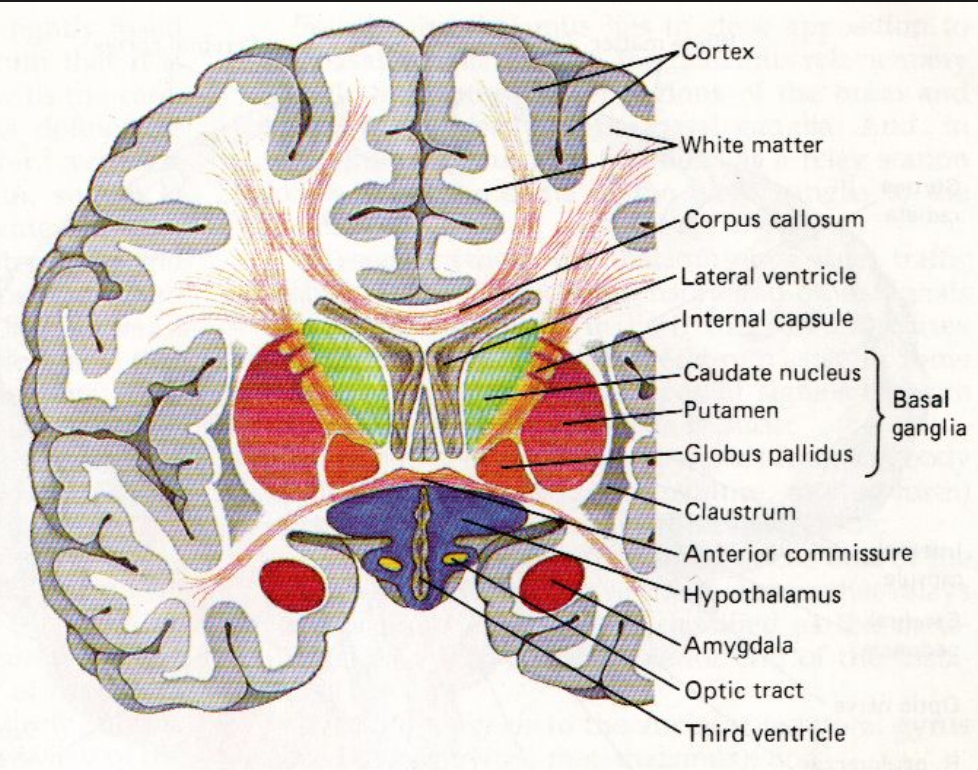 Cortex
White matter
Corpus callosum
Lateral ventricle
Internal capsule
Caudate nucleus
Putamen
Globus pallidus
Basal
ganglia
Claustrum
Anterior commissure
Hypothalamus
Amygdala
Optic tract
Third ventricle